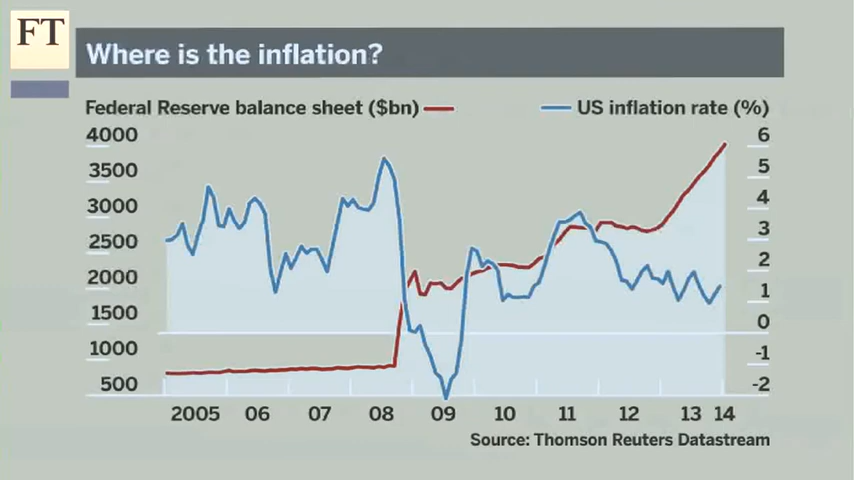 FT
Where is the inflation?
Federal Reserve balance sheet ($bn)
US inflation rate (%)
4000
3500
3000
2500
2000
1500
1000
500
6
5
4
3
2
1
0
-1
-2
2005 06 07 08 09 10 11 12 13 14
Source: Thomson Reuters Datastream